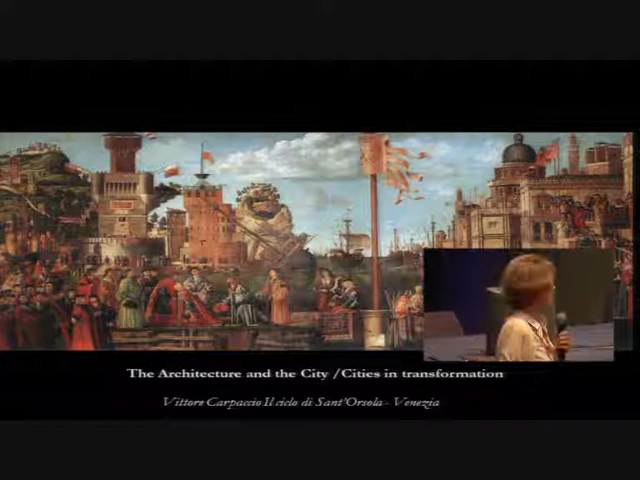 The Architecture and the City /Cities in transformation
Vittore Carpaccio Il ciclo di Sant'Orsola - Venezia